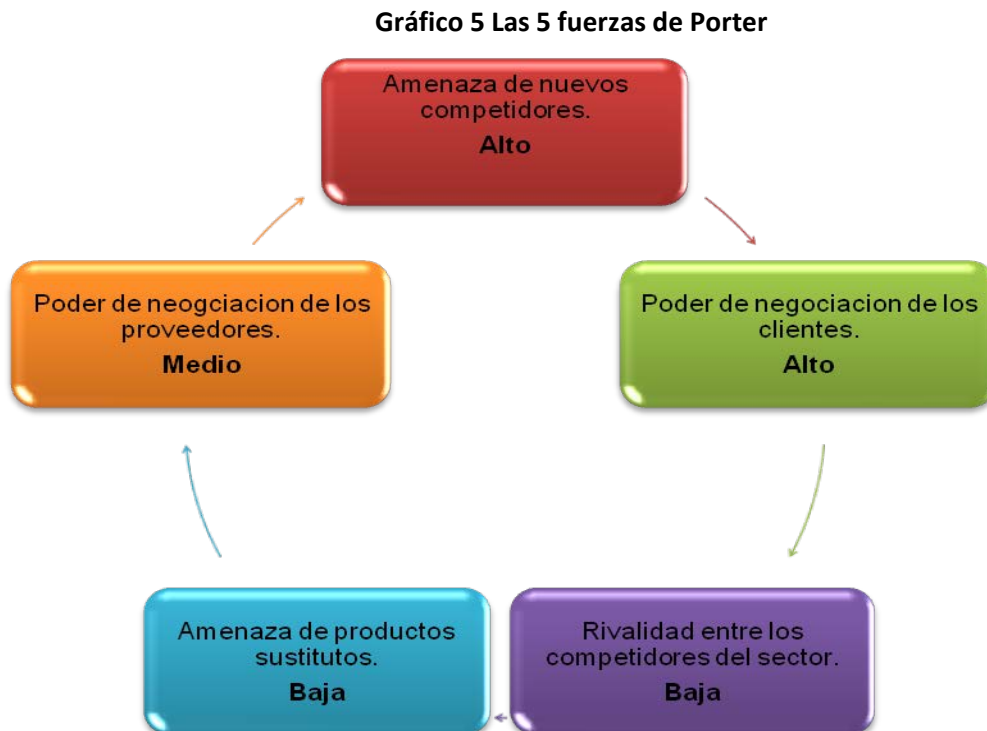 Gráfico 5 Las 5 fuerzas de Porter
Amenaza de nuevos
competidores.
Alto
Poder de neogciacion de los
proveedores.
Medio
Poder de negociacion de los
clientes.
Alto
Amenaza de productos
sustitutos.
Baja
Rivalidad entre los
competidores del sector.
Baja